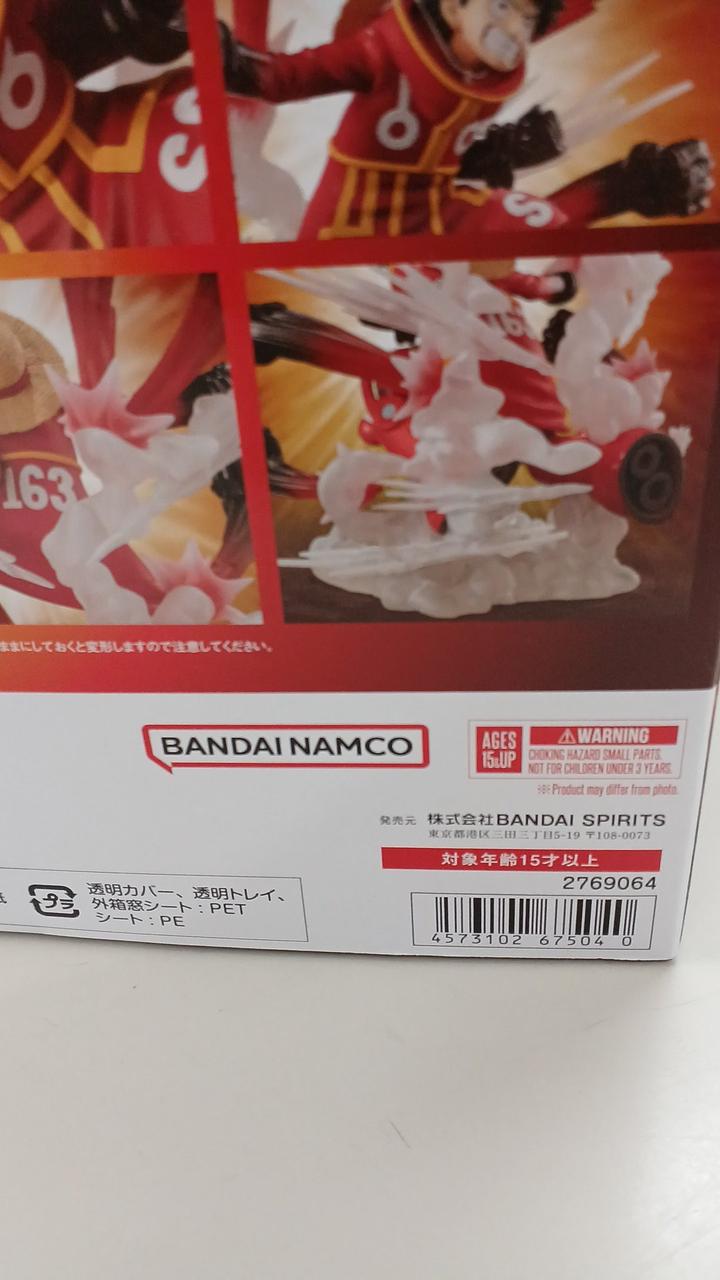 S
S
163
163
ままにしておくと変形しますので注意してください。
BANDAI NAMCO
AGES
15&UP
⚠WARNING
CHOKING HAZARD SMALL PARTS.
NOT FOR CHILDREN UNDER 3 YEARS.
※Product may differ from photo.
発売元 株式会社BANDAI SPIRITS
東京都港区三田三丁目5-19 〒108-0073
対象年齢15才以上
2769064
4573102 67504 0
紙
プラ
透明カバー、透明トレイ、
外箱窓シート：PET
シート：PE